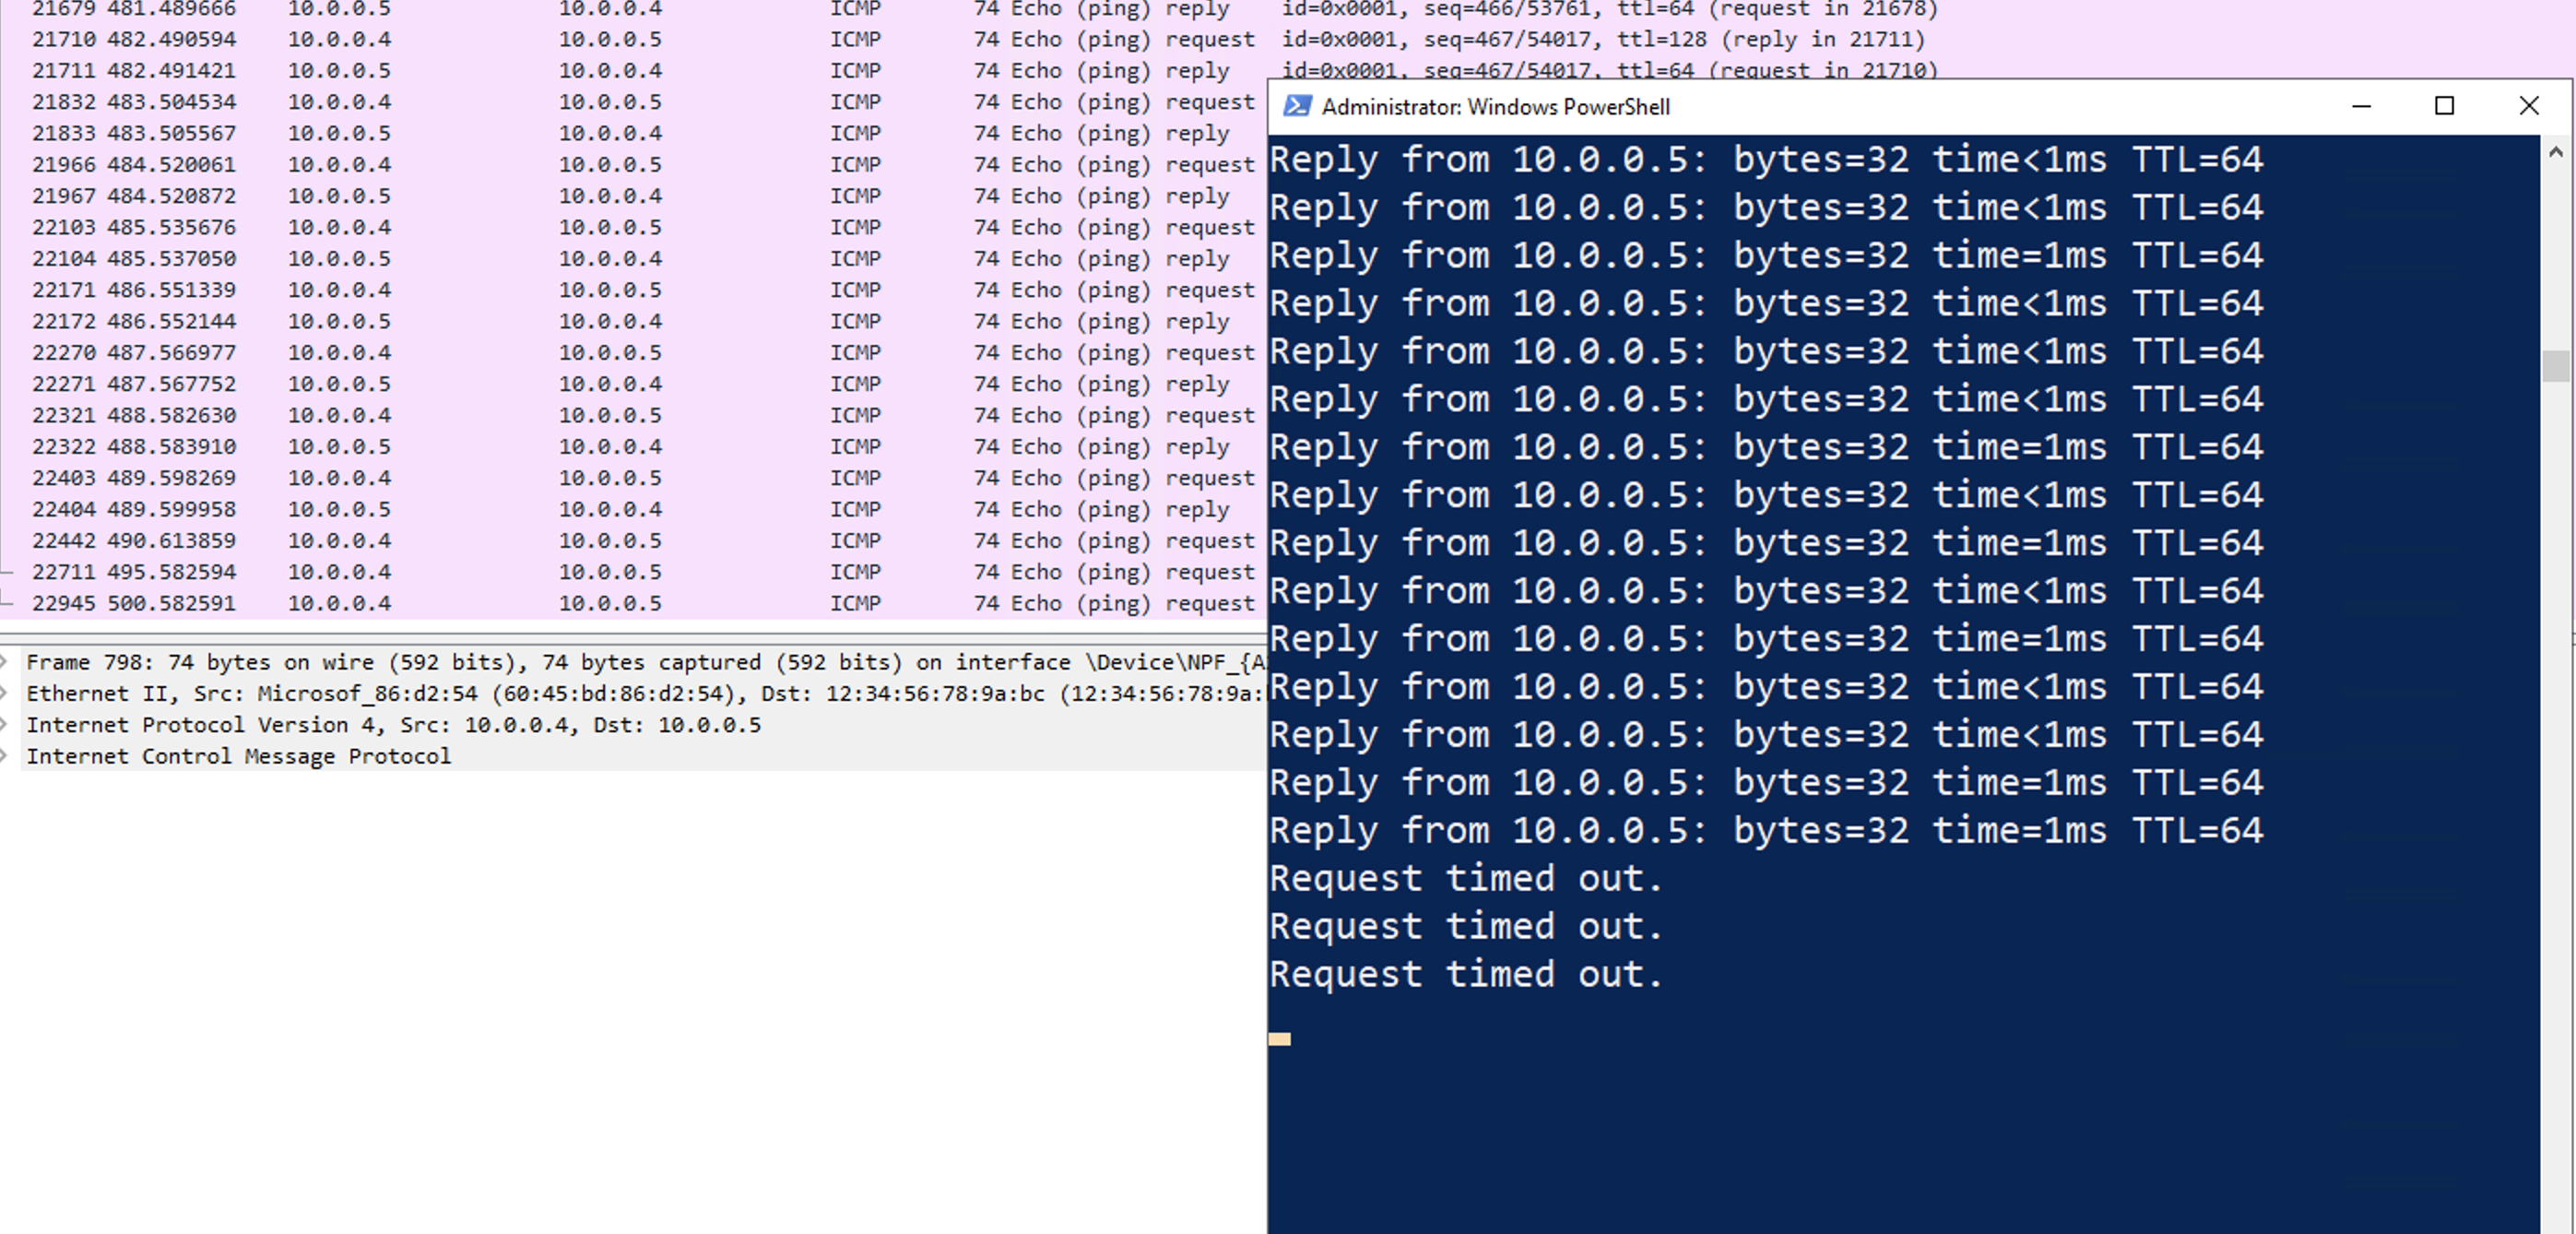 21679 481.489666 10.0.0.5 10.0.0.4 ICMP 74 Echo (ping) reply id=0x0001, seq=466/53761, ttl=64 (request in 21678)
21710 482.490594 10.0.0.4 10.0.0.5 ICMP 74 Echo (ping) request id=0x0001, seq=467/54017, ttl=128 (reply in 21711)
21711 482.491421 10.0.0.5 10.0.0.4 ICMP 74 Echo (ping) reply id=0x0001, seq=467/54017, ttl=64 (request in 21710)
21832 483.504534 10.0.0.4 10.0.0.5 ICMP 74 Echo (ping) request
21833 483.505567 10.0.0.5 10.0.0.4 ICMP 74 Echo (ping) reply
21966 484.520061 10.0.0.4 10.0.0.5 ICMP 74 Echo (ping) request
21967 484.520872 10.0.0.5 10.0.0.4 ICMP 74 Echo (ping) reply
22103 485.535676 10.0.0.4 10.0.0.5 ICMP 74 Echo (ping) request
22104 485.537050 10.0.0.5 10.0.0.4 ICMP 74 Echo (ping) reply
22171 486.551339 10.0.0.4 10.0.0.5 ICMP 74 Echo (ping) request
22172 486.552144 10.0.0.5 10.0.0.4 ICMP 74 Echo (ping) reply
22270 487.566977 10.0.0.4 10.0.0.5 ICMP 74 Echo (ping) request
22271 487.567752 10.0.0.5 10.0.0.4 ICMP 74 Echo (ping) reply
22321 488.582630 10.0.0.4 10.0.0.5 ICMP 74 Echo (ping) request
22322 488.583910 10.0.0.5 10.0.0.4 ICMP 74 Echo (ping) reply
22403 489.598269 10.0.0.4 10.0.0.5 ICMP 74 Echo (ping) request
22404 489.599958 10.0.0.5 10.0.0.4 ICMP 74 Echo (ping) reply
22442 490.613859 10.0.0.4 10.0.0.5 ICMP 74 Echo (ping) request
22711 495.582594 10.0.0.4 10.0.0.5 ICMP 74 Echo (ping) request
22945 500.582591 10.0.0.4 10.0.0.5 ICMP 74 Echo (ping) request
Frame 798: 74 bytes on wire (592 bits), 74 bytes captured (592 bits) on interface \Device\NPF_{A
Ethernet II, Src: Microsof_86:d2:54 (60:45:bd:86:d2:54), Dst: 12:34:56:78:9a:bc (12:34:56:78:9a:
Internet Protocol Version 4, Src: 10.0.0.4, Dst: 10.0.0.5
Internet Control Message Protocol
Administrator: Windows PowerShell
Reply from 10.0.0.5: bytes=32 time<1ms TTL=64
Reply from 10.0.0.5: bytes=32 time<1ms TTL=64
Reply from 10.0.0.5: bytes=32 time=1ms TTL=64
Reply from 10.0.0.5: bytes=32 time<1ms TTL=64
Reply from 10.0.0.5: bytes=32 time<1ms TTL=64
Reply from 10.0.0.5: bytes=32 time<1ms TTL=64
Reply from 10.0.0.5: bytes=32 time=1ms TTL=64
Reply from 10.0.0.5: bytes=32 time<1ms TTL=64
Reply from 10.0.0.5: bytes=32 time=1ms TTL=64
Reply from 10.0.0.5: bytes=32 time<1ms TTL=64
Reply from 10.0.0.5: bytes=32 time=1ms TTL=64
Reply from 10.0.0.5: bytes=32 time<1ms TTL=64
Reply from 10.0.0.5: bytes=32 time<1ms TTL=64
Reply from 10.0.0.5: bytes=32 time=1ms TTL=64
Reply from 10.0.0.5: bytes=32 time=1ms TTL=64
Request timed out.
Request timed out.
Request timed out.